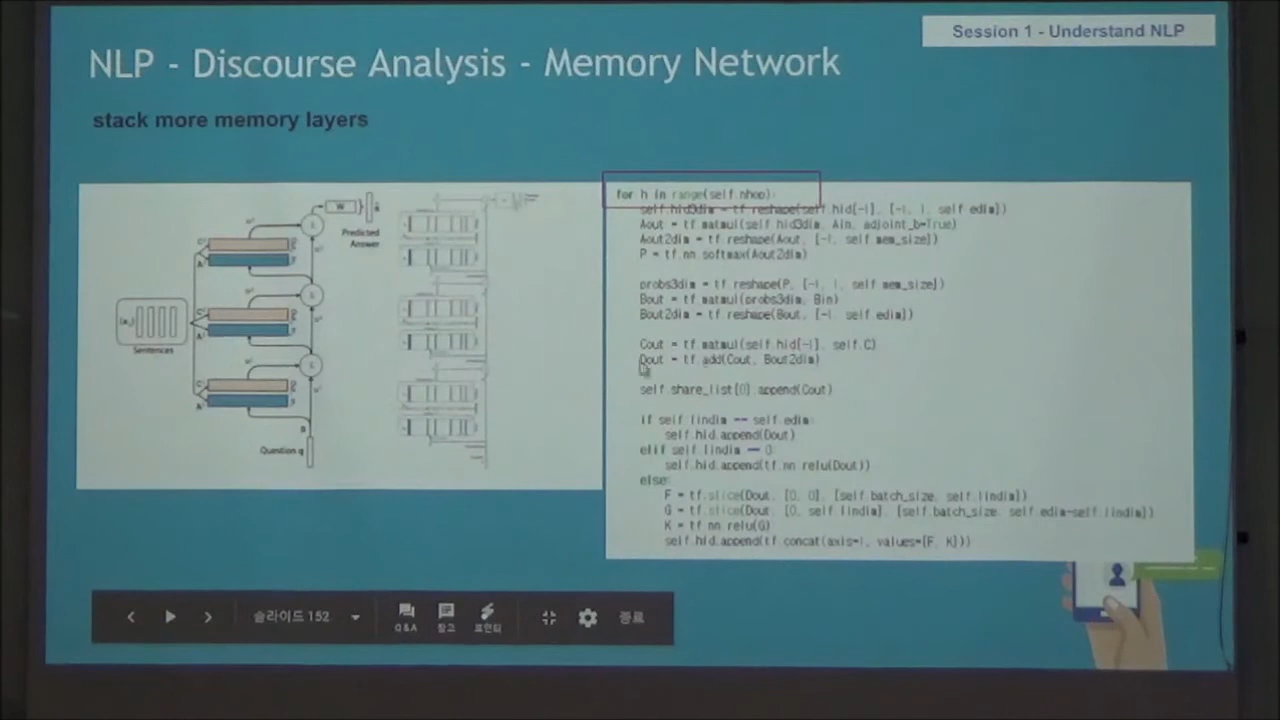 Session 1 - Understand NLP
NLP - Discourse Analysis - Memory Network
stack more memory layers
W
Predicted
Answer
Sentences
Question q
for h in range(self.nhop):
self.hid3dim = tf.reshape(self.hid[-1], [-1, 1, self.edim])
Aout = tf.matmul(self.hid3dim, Ain, adjoint_b=True)
Aout2dim = tf.reshape(Aout, [-1, self.mem_size])
P = tf.nn.softmax(Aout2dim)
probs3dim = tf.reshape(P, [-1, 1, self.mem_size])
Bout = tf.matmul(probs3dim, Bin)
Bout2dim = tf.reshape(Bout, [-1, self.edim])
Cout = tf.matmul(self.hid[-1], self.C)
Dout = tf.add(Cout, Bout2dim)
self.share_list[0].append(Cout)
if self.lindim == self.edim:
self.hid.append(Dout)
elif self.lindim == 0:
self.hid.append(tf.nn.relu(Dout))
else:
F = tf.slice(Dout, [0, 0], [self.batch_size, self.lindim])
G = tf.slice(Dout, [0, self.lindim], [self.batch_size, self.edim-self.lindim])
K = tf.nn.relu(G)
self.hid.append(tf.concat(axis=1, values=[F, K]))
슬라이드 152
Q&A
참고
포인터
종료